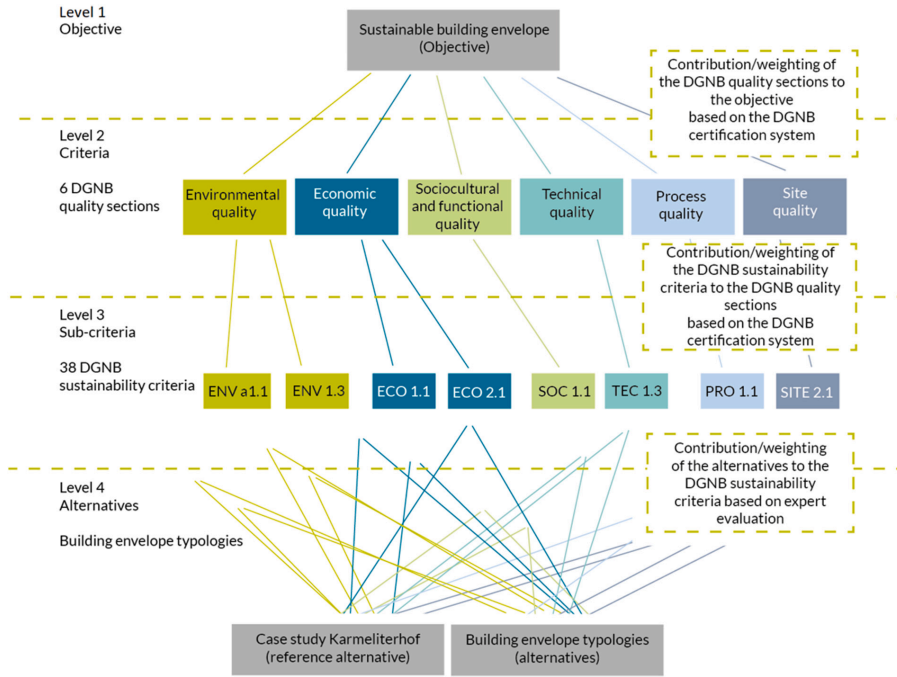 Level 1
Objective
Sustainable building envelope
(Objective)
Contribution/weighting of
the DGNB quality sections to
the objective
based on the DGNB
certification system
Level 2
Criteria
6 DGNB
quality sections
Environmental
quality
Economic
quality
Sociocultural
and functional
quality
Technical
quality
Process
quality
Site
quality
Contribution/weighting of
the DGNB sustainability
criteria to the DGNB quality
sections
based on the DGNB
certification system
Level 3
Sub-criteria
38 DGNB
sustainability criteria
ENV a1.1
ENV 1.3
ECO 1.1
ECO 2.1
SOC 1.1
TEC 1.3
PRO 1.1
SITE 2.1
Contribution/weighting
of the alternatives to the
DGNB sustainability
criteria based on expert
evaluation
Level 4
Alternatives
Building envelope typologies
Case study Karmeliterhof
(reference alternative)
Building envelope typologies
(alternatives)